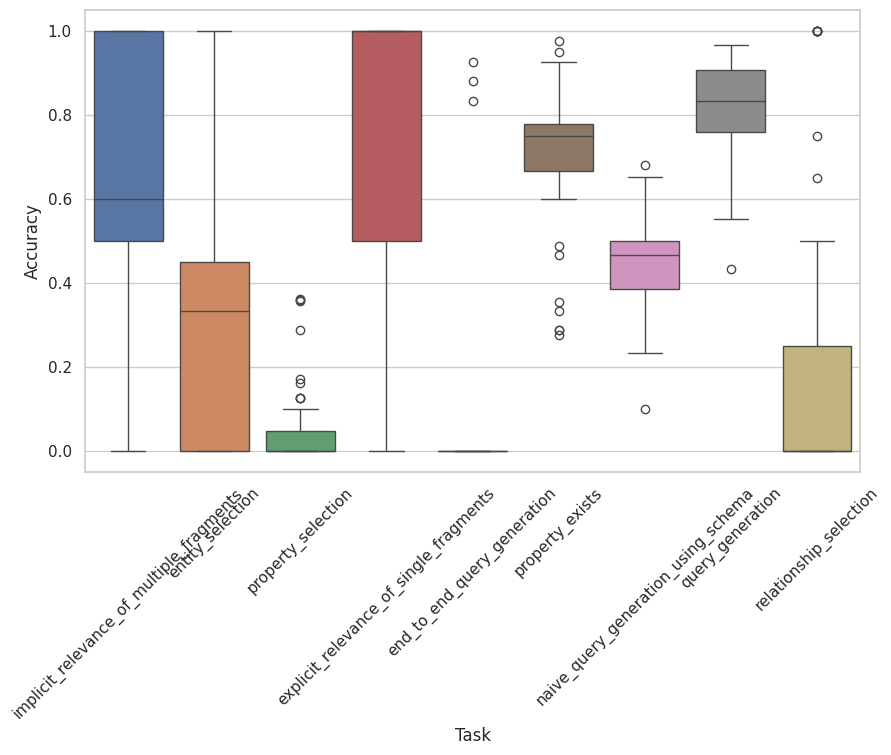 1.0
0.8
0.6
0.4
0.2
0.0
Accuracy
implicit_relevance_of_multiple_fragments
entity_selection
property_selection
explicit_relevance_of_single_fragments
end_to_end_query_generation
property_exists
naive_query_generation_using_schema
query_generation
relationship_selection
Task